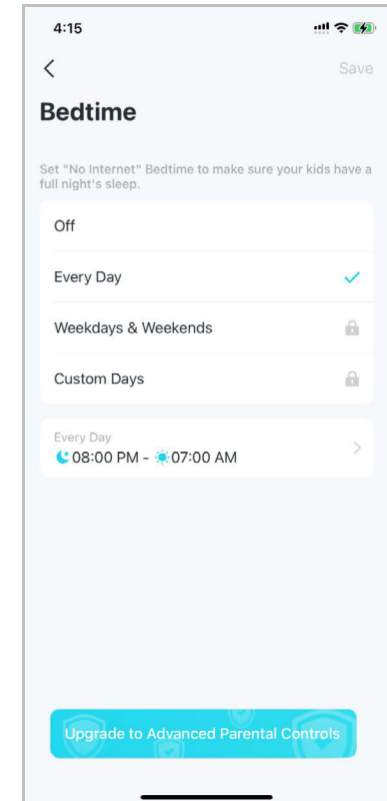 4:15
Save
Bedtime
Set "No Internet" Bedtime to make sure your kids have a
full night's sleep.
Off
Every Day
Weekdays & Weekends
Custom Days
Every Day
08:00 PM - 07:00 AM
Upgrade to Advanced Parental Controls